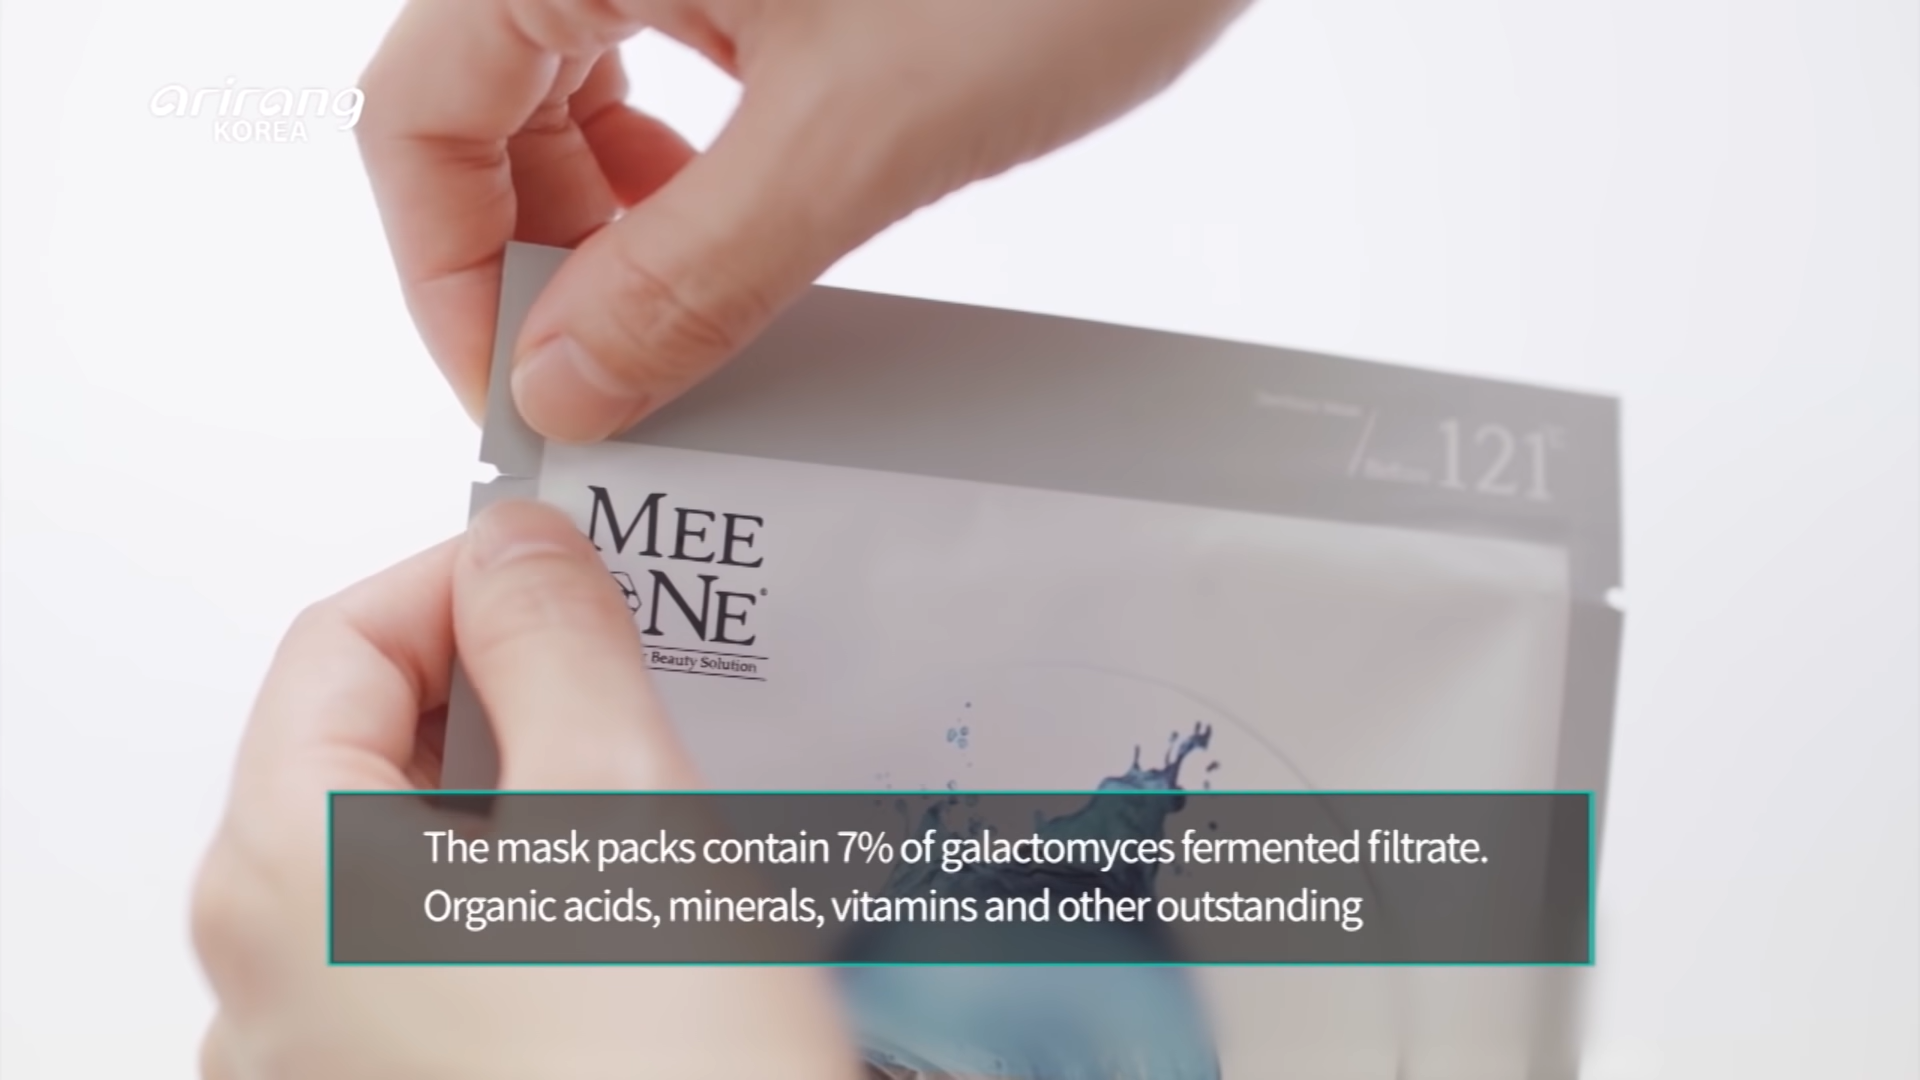 arirang
KOREA
121
MEE
NE
Beauty Solution
The mask packs contain 7% of galactomyces fermented filtrate.
Organic acids, minerals, vitamins and other outstanding